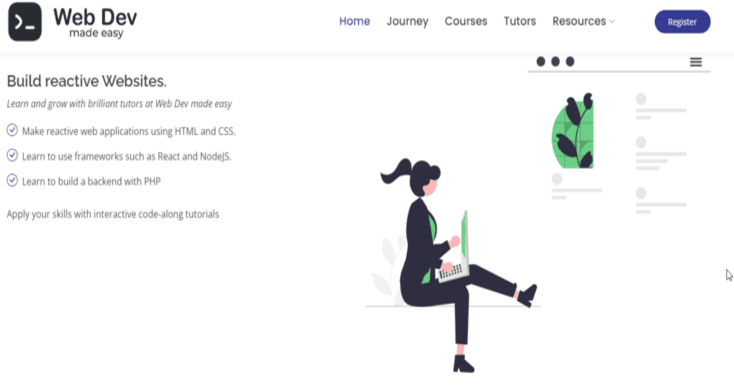 Web Dev
made easy
Home Journey Courses Tutors Resources Register
Build reactive Websites.
Learn and grow with brilliant tutors at Web Dev made easy
Make reactive web applications using HTML and CSS.
Learn to use frameworks such as React and NodeJS.
Learn to build a backend with PHP
Apply your skills with interactive code-along tutorials